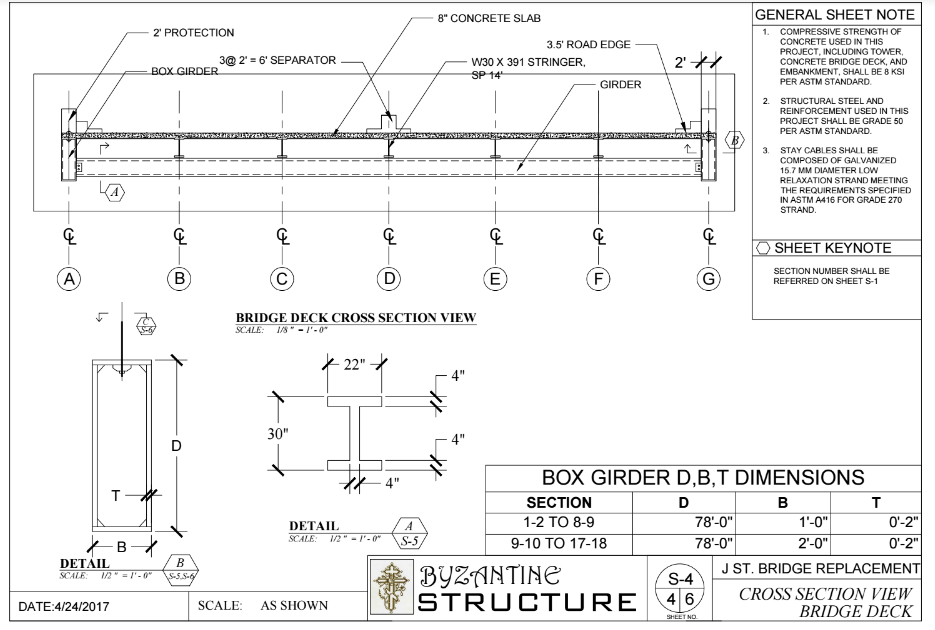 8" CONCRETE SLAB
2' PROTECTION
3@ 2' = 6' SEPARATOR
3.5' ROAD EDGE
BOX GIRDER
W30 X 391 STRINGER,
SP 14'
2'
GIRDER
B
A
℄ ℄ ℄ ℄ ℄ ℄ ℄
A B C D E F G
GENERAL SHEET NOTE
1. COMPRESSIVE STRENGTH OF
CONCRETE USED IN THIS
PROJECT, INCLUDING TOWER,
CONCRETE BRIDGE DECK, AND
EMBANKMENT, SHALL BE 8 KSI
PER ASTM STANDARD.
2. STRUCTURAL STEEL AND
REINFORCEMENT USED IN THIS
PROJECT SHALL BE GRADE 50
PER ASTM STANDARD.
3. STAY CABLES SHALL BE
COMPOSED OF GALVANIZED
15.7 MM DIAMETER LOW
RELAXATION STRAND MEETING
THE REQUIREMENTS SPECIFIED
IN ASTM A416 FOR GRADE 270
STRAND.
SHEET KEYNOTE
SECTION NUMBER SHALL BE
REFERRED ON SHEET S-1
BRIDGE DECK CROSS SECTION VIEW
SCALE: 1/8 " = 1' - 0"
C
S-6
D
T
B
DETAIL
SCALE: 1/2 " = 1' - 0"
B
S-5,S-6
22"
4"
30"
4"
4"
DETAIL
SCALE: 1/2 " = 1' - 0"
A
S-5
BOX GIRDER D,B,T DIMENSIONS
SECTION D B T
1-2 TO 8-9 78'-0" 1'-0" 0'-2"
9-10 TO 17-18 78'-0" 2'-0" 0'-2"
DATE:4/24/2017
SCALE: AS SHOWN
BYZANTINE
STRUCTURE
S-4
4 6
SHEET NO.
J ST. BRIDGE REPLACEMENT
CROSS SECTION VIEW
BRIDGE DECK